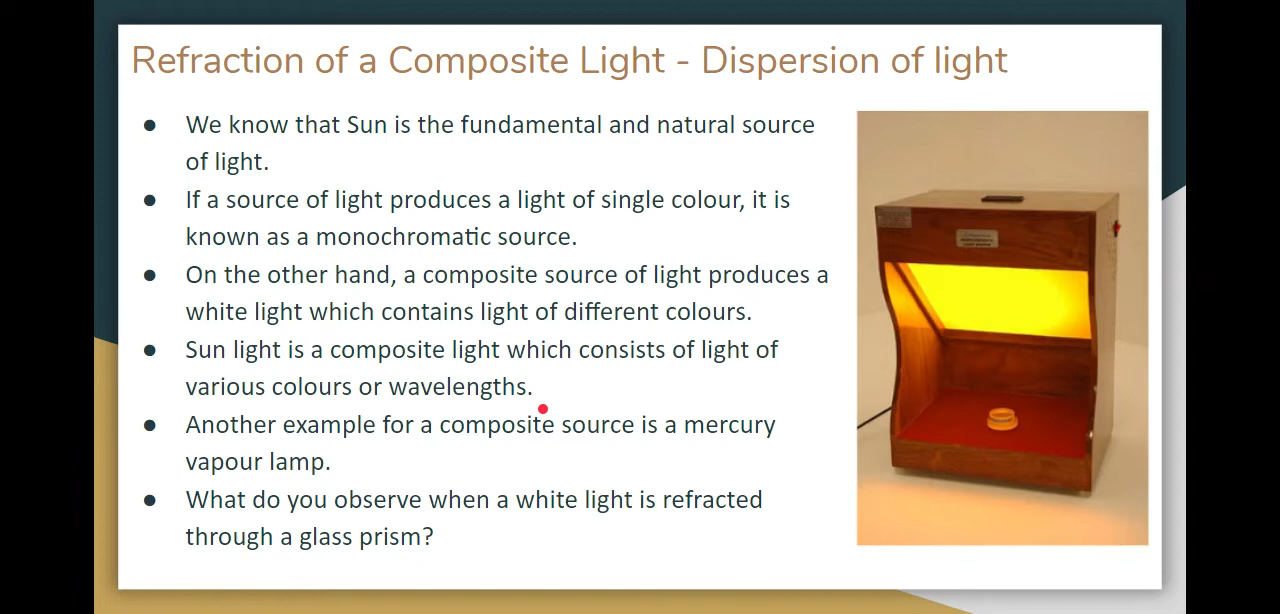 Refraction of a Composite Light - Dispersion of light
● We know that Sun is the fundamental and natural source
of light.
● If a source of light produces a light of single colour, it is
known as a monochromatic source.
● On the other hand, a composite source of light produces a
white light which contains light of different colours.
● Sun light is a composite light which consists of light of
various colours or wavelengths.
● Another example for a composite source is a mercury
vapour lamp.
● What do you observe when a white light is refracted
through a glass prism?